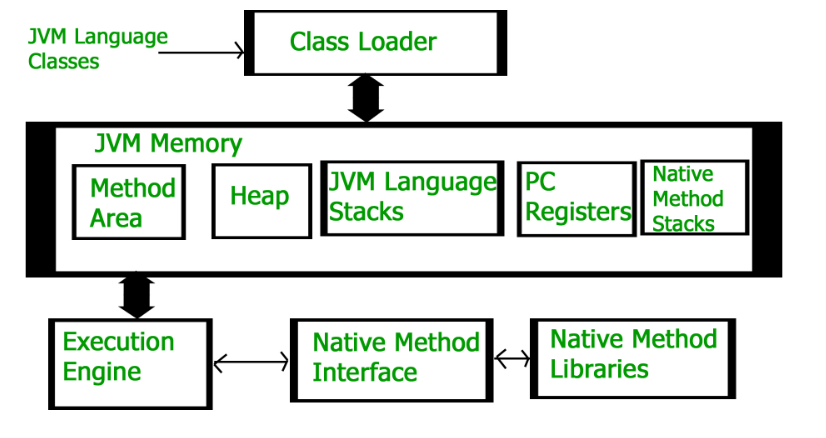 JVM Language
Classes
Class Loader
JVM Memory
Method
Area
Heap
JVM Language
Stacks
PC
Registers
Native
Method
Stacks
Execution
Engine
Native Method
Interface
Native Method
Libraries